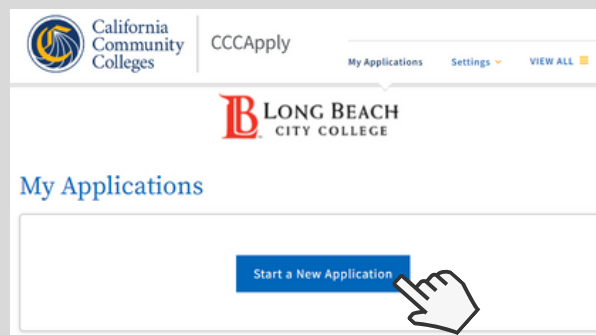 California
Community
Colleges
CCCApply
My Applications Settings VIEW ALL
LONG BEACH
CITY COLLEGE
My Applications
Start a New Application